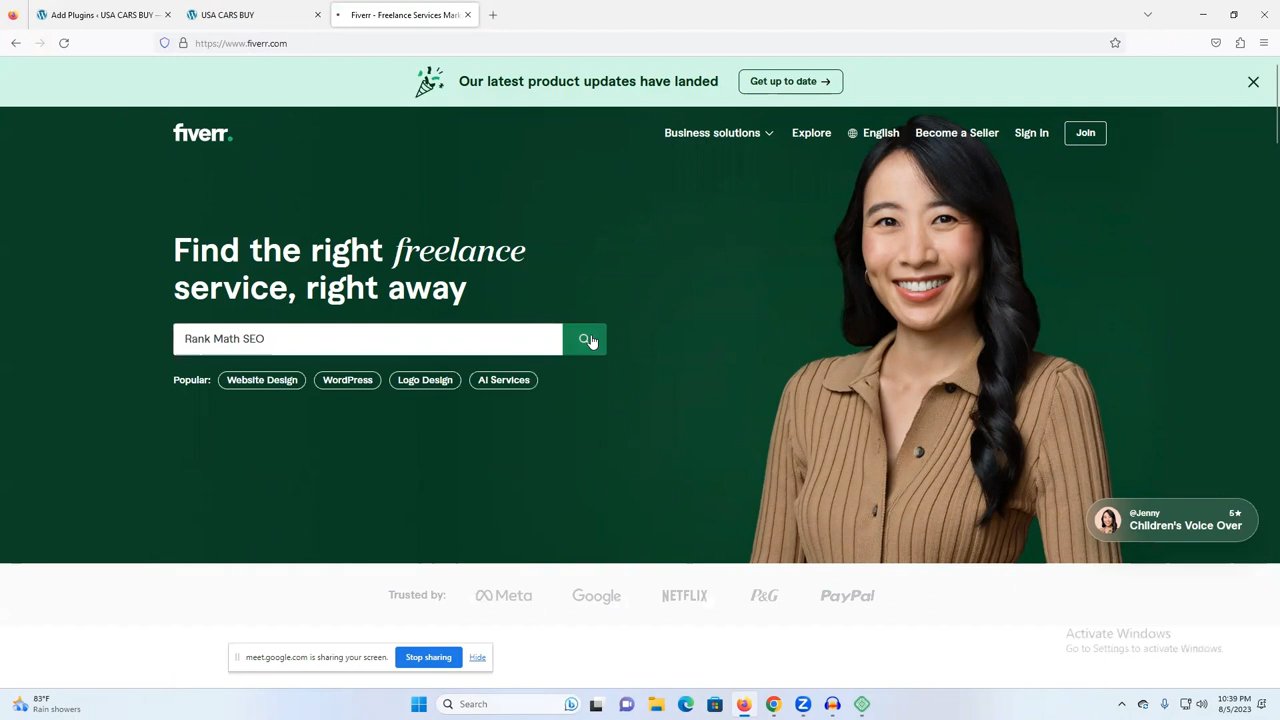 Add Plugins ‹ USA CARS BUY —
USA CARS BUY
Fiverr - Freelance Services Mark
https://www.fiverr.com
Our latest product updates have landed
Get up to date →
fiverr.
Business solutions
Explore
English
Become a Seller
Sign In
Join
Find the right freelance
service, right away
Rank Math SEO
Popular:
Website Design
WordPress
Logo Design
AI Services
@Jenny
5★
Children's Voice Over
Trusted by:
Meta
Google
NETFLIX
P&G
PayPal
Activate Windows
Go to Settings to activate Windows.
meet.google.com is sharing your screen.
Stop sharing
Hide
83°F
Rain showers
Search
10:39 PM
8/5/2023